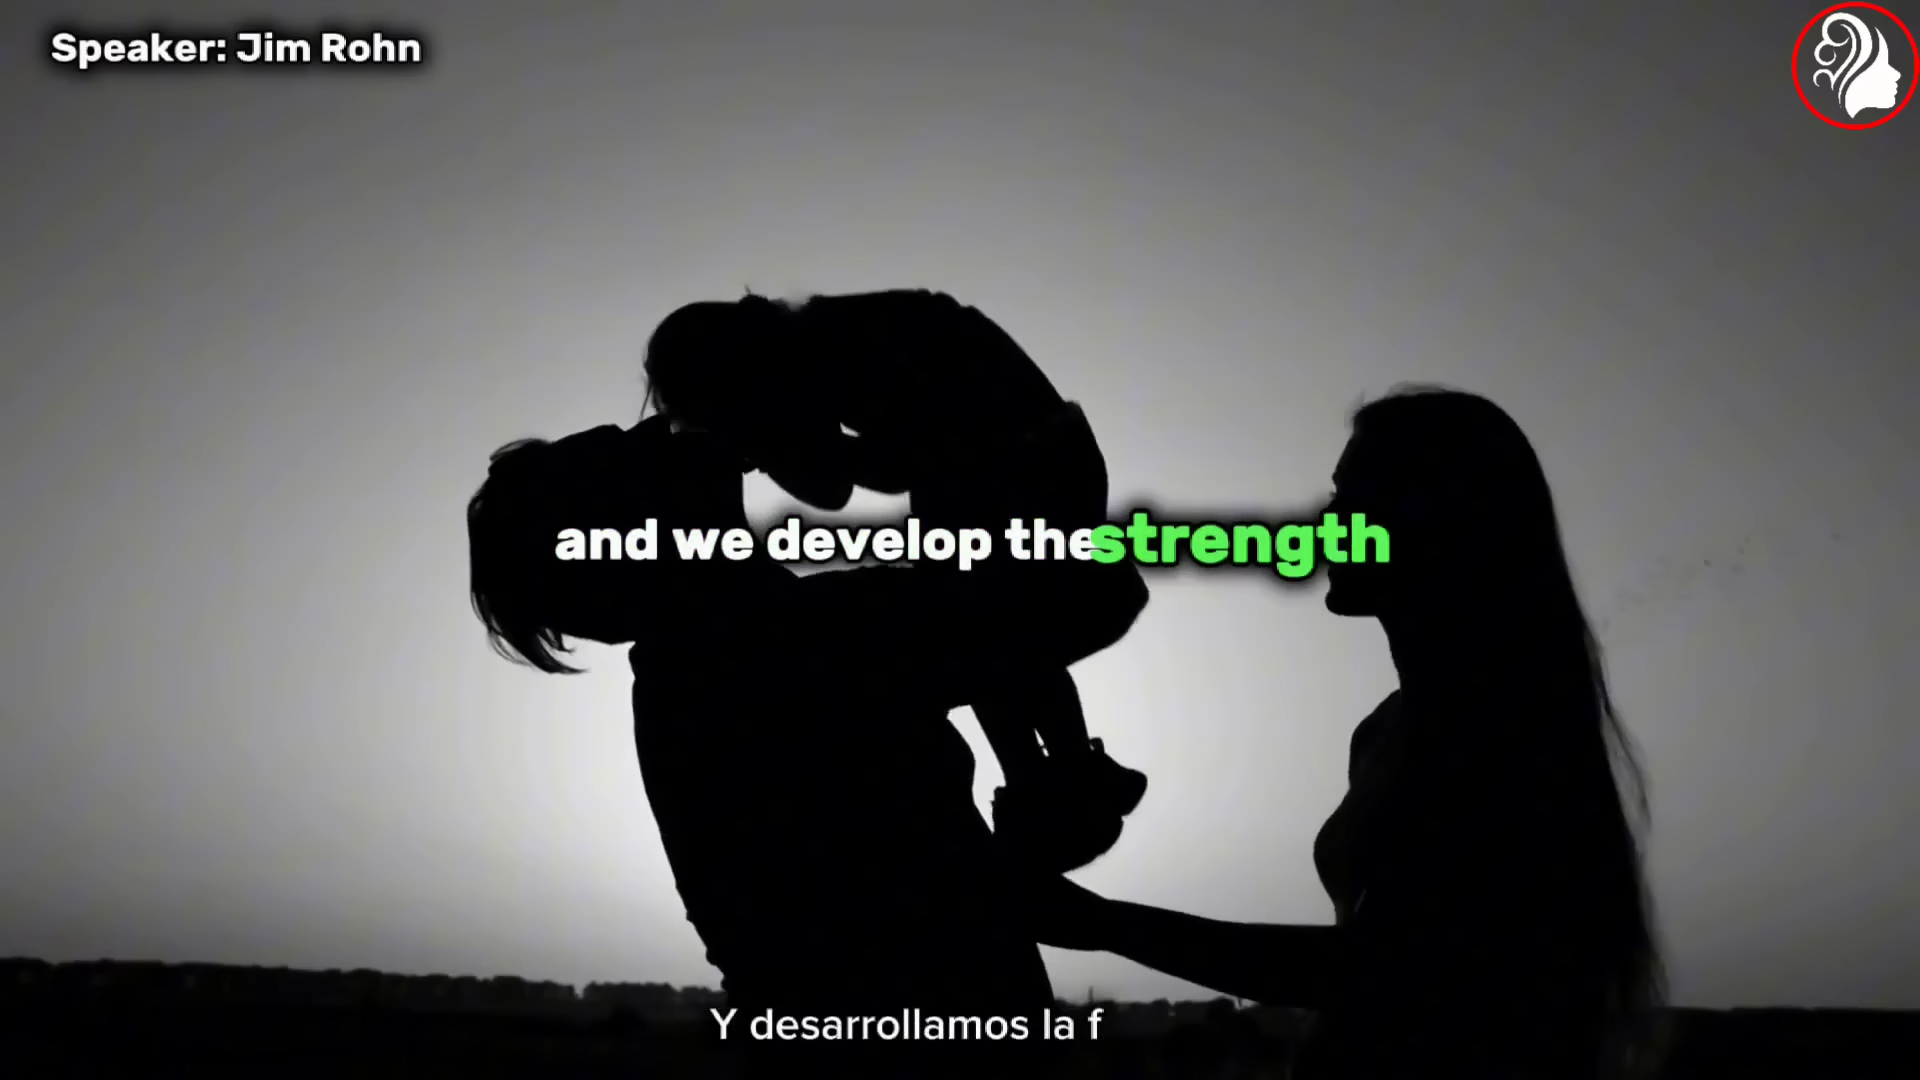 Speaker: Jim Rohn
and we develop the strength
Y desarrollamos la f